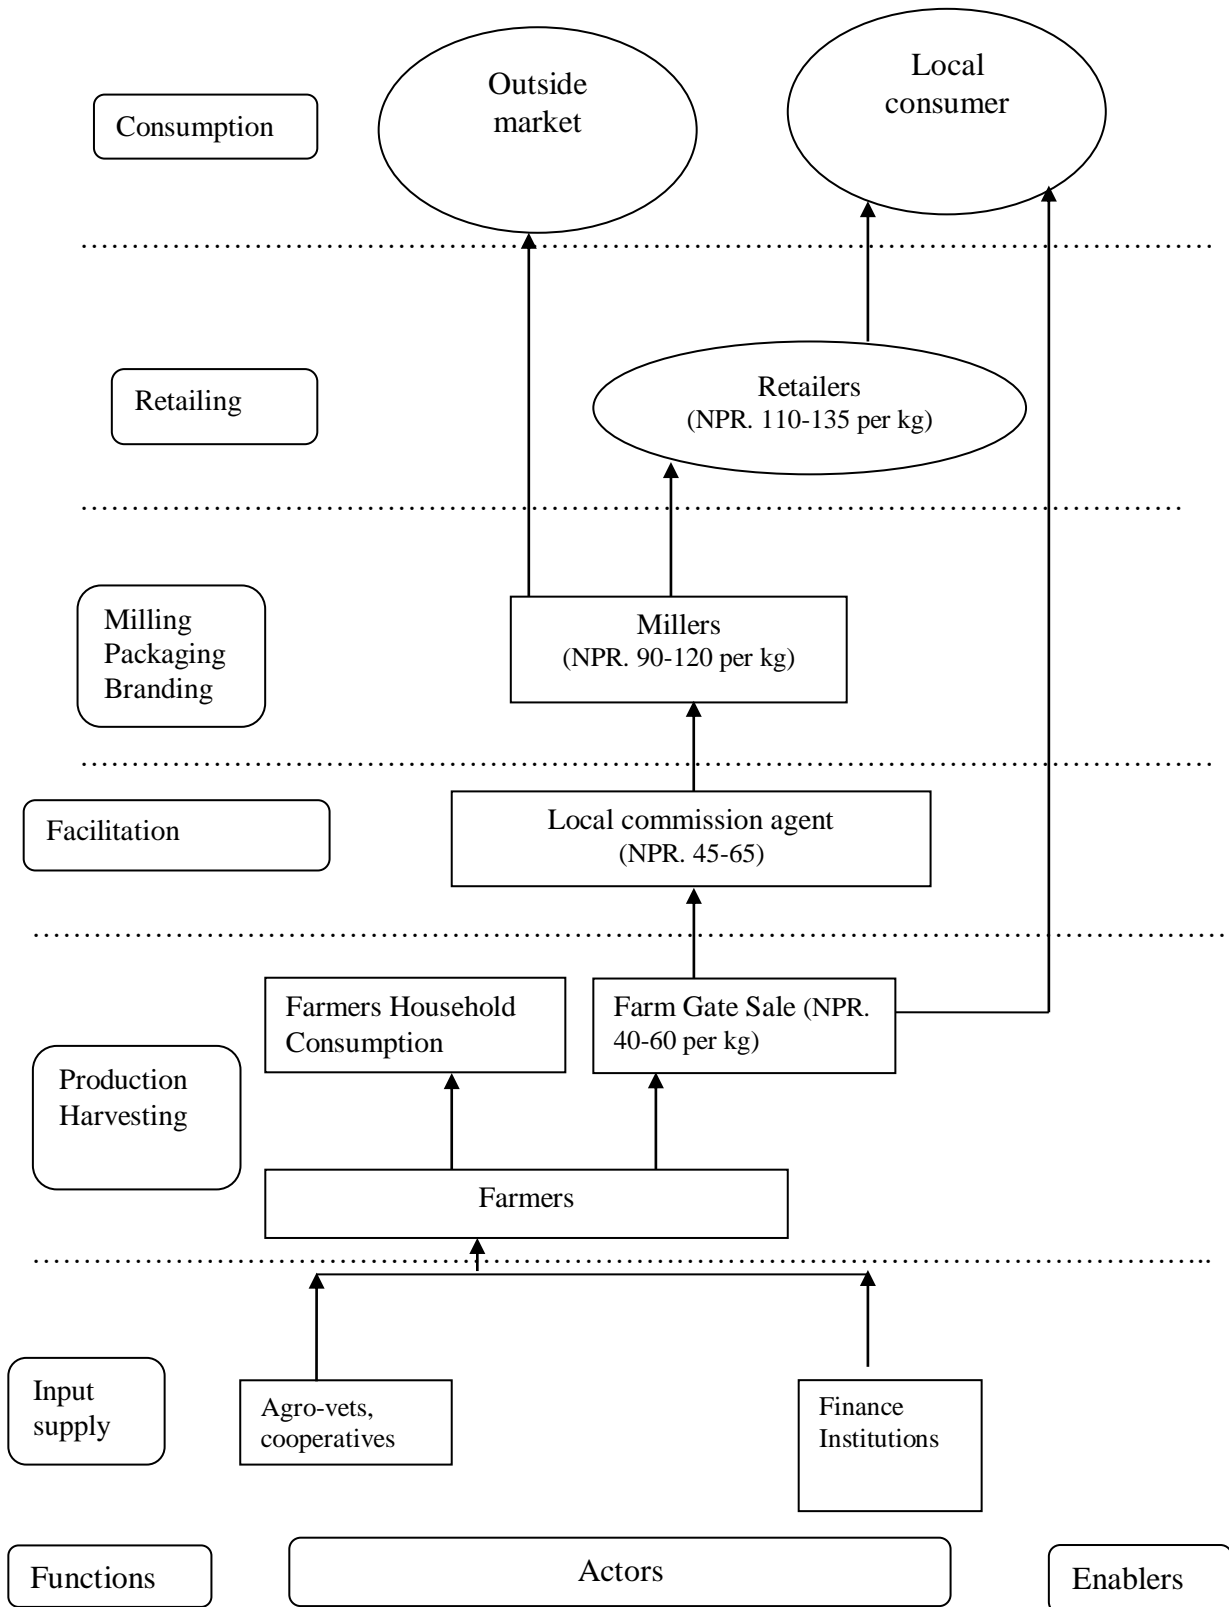 Outside
market
Local
consumer
Consumption
Retailing
Retailers
(NPR. 110-135 per kg)
Milling
Packaging
Branding
Millers
(NPR. 90-120 per kg)
Facilitation
Local commission agent
(NPR. 45-65)
Farmers Household
Consumption
Farm Gate Sale (NPR.
40-60 per kg)
Production
Harvesting
Farmers
Input
supply
Agro-vets,
cooperatives
Finance
Institutions
Functions
Actors
Enablers